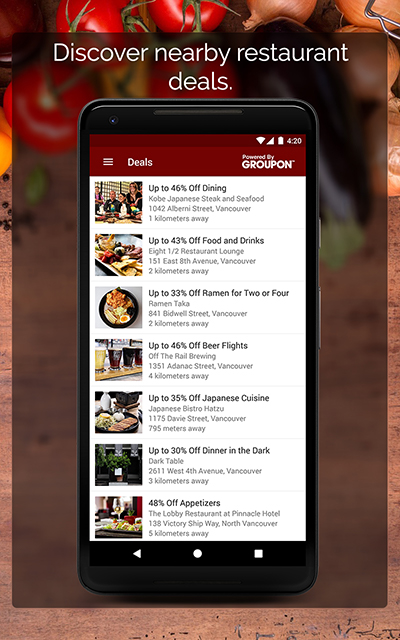 Discover nearby restaurant
deals.
4:20
Deals
Powered By
GROUPON™
Up to 46% Off Dining
Kobe Japanese Steak and Seafood
1042 Alberni Street, Vancouver
1 kilometers away
Up to 43% Off Food and Drinks
Eight 1/2 Restaurant Lounge
151 East 8th Avenue, Vancouver
2 kilometers away
Up to 33% Off Ramen for Two or Four
Ramen Taka
841 Bidwell Street, Vancouver
2 kilometers away
Up to 46% Off Beer Flights
Off The Rail Brewing
1351 Adanac Street, Vancouver
4 kilometers away
Up to 35% Off Japanese Cuisine
Japanese Bistro Hatzu
1175 Davie Street, Vancouver
795 meters away
Up to 30% Off Dinner in the Dark
Dark Table
2611 West 4th Avenue, Vancouver
3 kilometers away
48% Off Appetizers
The Lobby Restaurant at Pinnacle Hotel
138 Victory Ship Way, North Vancouver
5 kilometers away